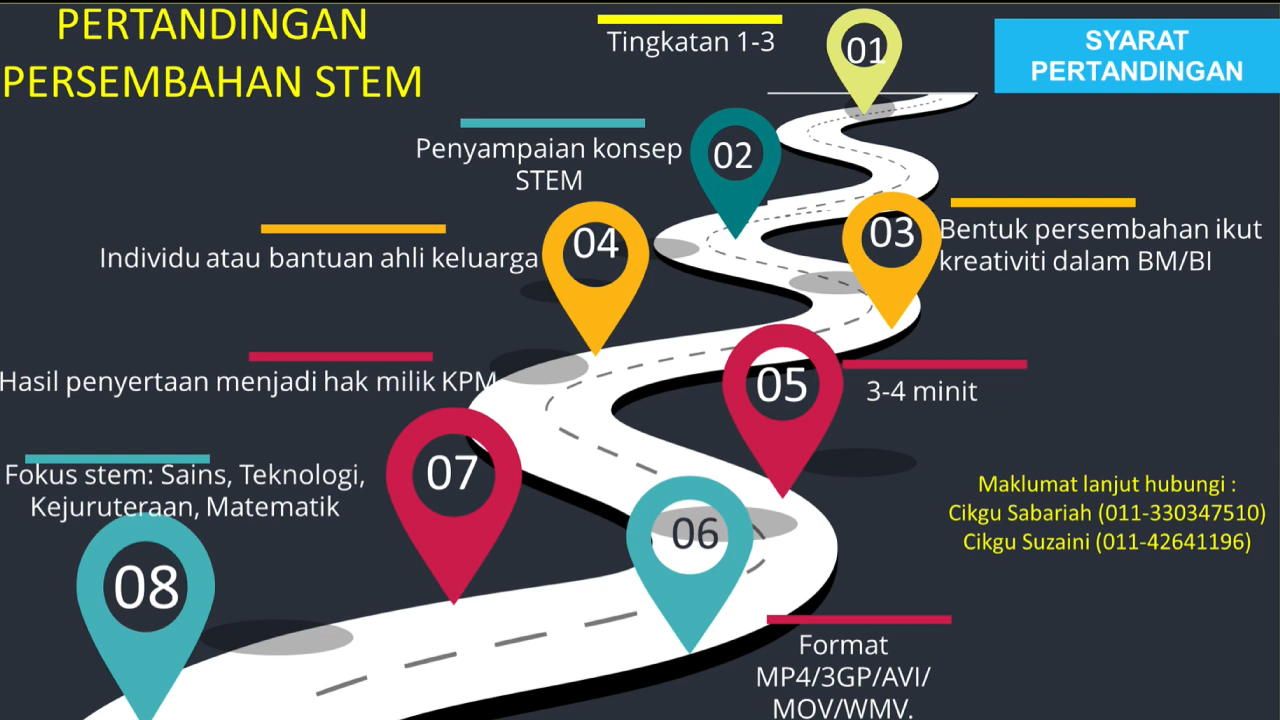 PERTANDINGAN
PERSEMBAHAN STEM
SYARAT
PERTANDINGAN
Tingkatan 1-3
01
Penyampaian konsep
STEM
02
Bentuk persembahan ikut
kreativiti dalam BM/BI
03
Individu atau bantuan ahli keluarga
04
3-4 minit
05
Format
MP4/3GP/AVI/
MOV/WMV.
06
Hasil penyertaan menjadi hak milik KPM
07
Fokus stem: Sains, Teknologi,
Kejuruteraan, Matematik
08
Maklumat lanjut hubungi :
Cikgu Sabariah (011-330347510)
Cikgu Suzaini (011-42641196)